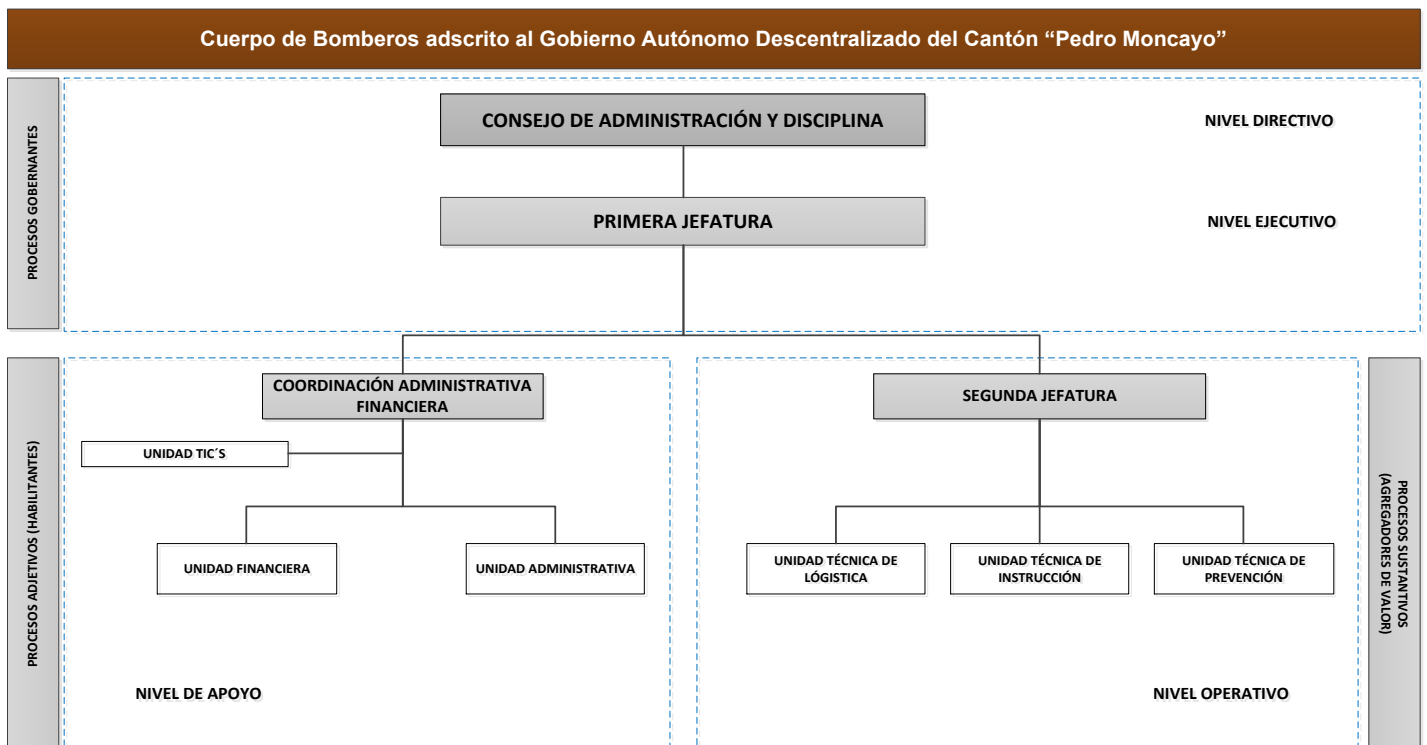 Cuerpo de Bomberos adscrito al Gobierno Autónomo Descentralizado del Cantón “Pedro Moncayo”
PROCESOS GOBERNANTES
CONSEJO DE ADMINISTRACIÓN Y DISCIPLINA
NIVEL DIRECTIVO
PRIMERA JEFATURA
NIVEL EJECUTIVO
PROCESOS ADJETIVOS (HABILITANTES)
COORDINACIÓN ADMINISTRATIVA
FINANCIERA
UNIDAD TIC´S
UNIDAD FINANCIERA
UNIDAD ADMINISTRATIVA
NIVEL DE APOYO
SEGUNDA JEFATURA
UNIDAD TÉCNICA DE
LÓGISTICA
UNIDAD TÉCNICA DE
INSTRUCCIÓN
UNIDAD TÉCNICA DE
PREVENCIÓN
NIVEL OPERATIVO
PROCESOS SUSTANTIVOS
(AGREGADORES DE VALOR)